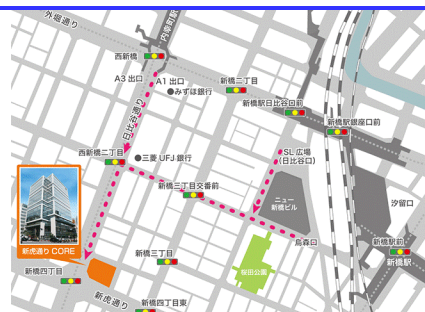 外堀通り
内幸町駅
西新橋
A3 出口
A1 出口
●みずほ銀行
新橋二丁目
新橋駅日比谷口前
新橋駅銀座口前
日比谷通り
西新橋二丁目
●三菱 UFJ 銀行
SL 広場
(日比谷口)
新橋三丁目交番前
ニュー
新橋ビル
汐留口
烏森口
新橋駅前
新橋駅
新虎通り CORE
新橋三丁目
桜田公園
新橋四丁目
新虎通り
新橋四丁目東